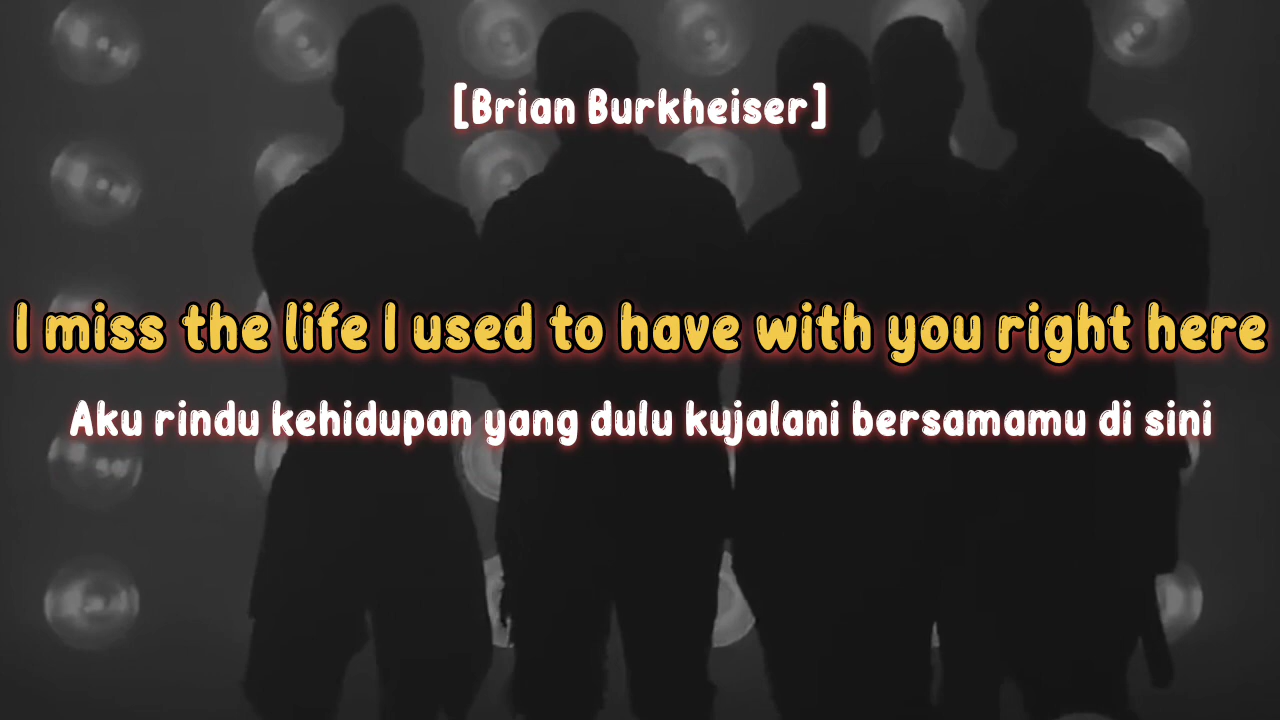 [Brian Burkheiser]
I miss the life I used to have with you right here
Aku rindu kehidupan yang dulu kujalani bersamamu di sini